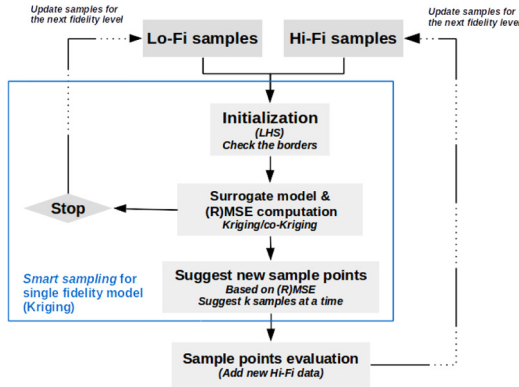 Update samples for
the next fidelity level
Update samples for
the next fidelity level
Lo-Fi samples
Hi-Fi samples
Initialization
(LHS)
Check the borders
Surrogate model &
(R)MSE computation
Kriging/co-Kriging
Stop
Suggest new sample points
Based on (R)MSE
Suggest k samples at a time
Smart sampling for
single fidelity model
(Kriging)
Sample points evaluation
(Add new Hi-Fi data)